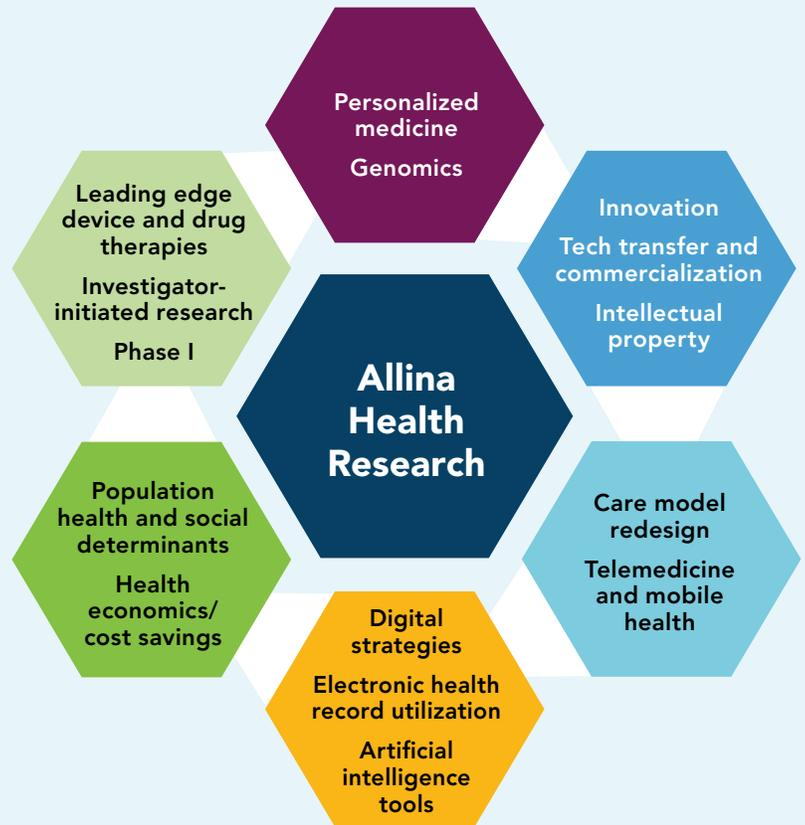 Personalized
medicine
Genomics
Leading edge
device and drug
therapies
Investigator-
initiated research
Phase I
Innovation
Tech transfer and
commercialization
Intellectual
property
Allina
Health
Research
Population
health and social
determinants
Health
economics/
cost savings
Care model
redesign
Telemedicine
and mobile
health
Digital
strategies
Electronic health
record utilization
Artificial
intelligence
tools